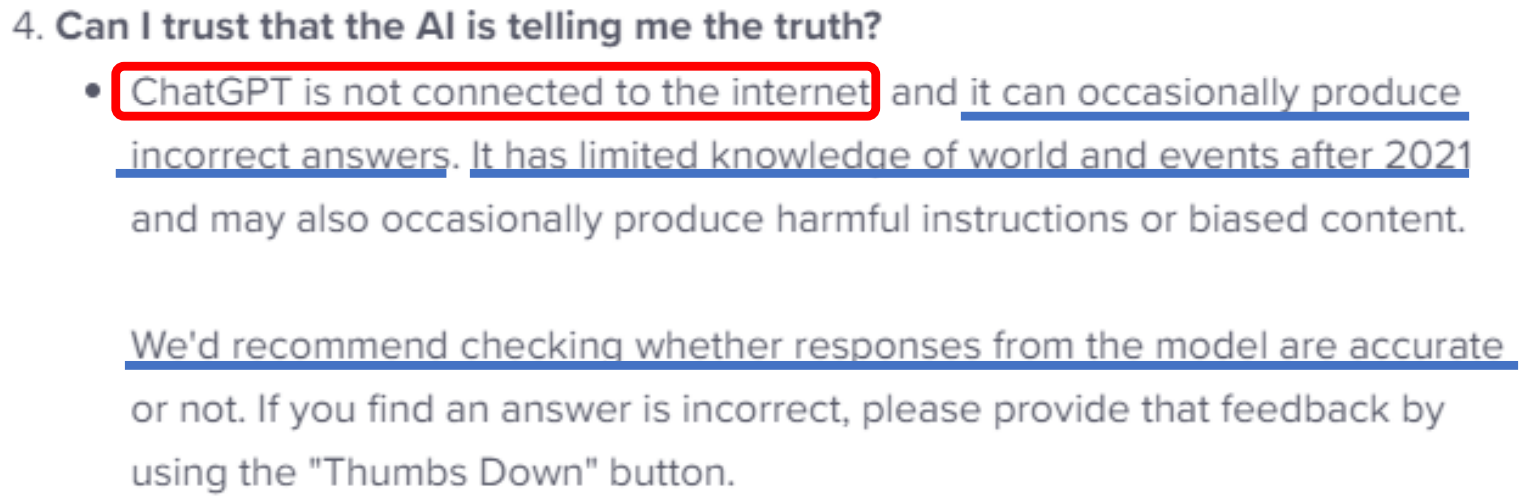 4. Can I trust that the AI is telling me the truth?
• ChatGPT is not connected to the internet and it can occasionally produce
incorrect answers. It has limited knowledge of world and events after 2021
and may also occasionally produce harmful instructions or biased content.
We'd recommend checking whether responses from the model are accurate
or not. If you find an answer is incorrect, please provide that feedback by
using the "Thumbs Down" button.